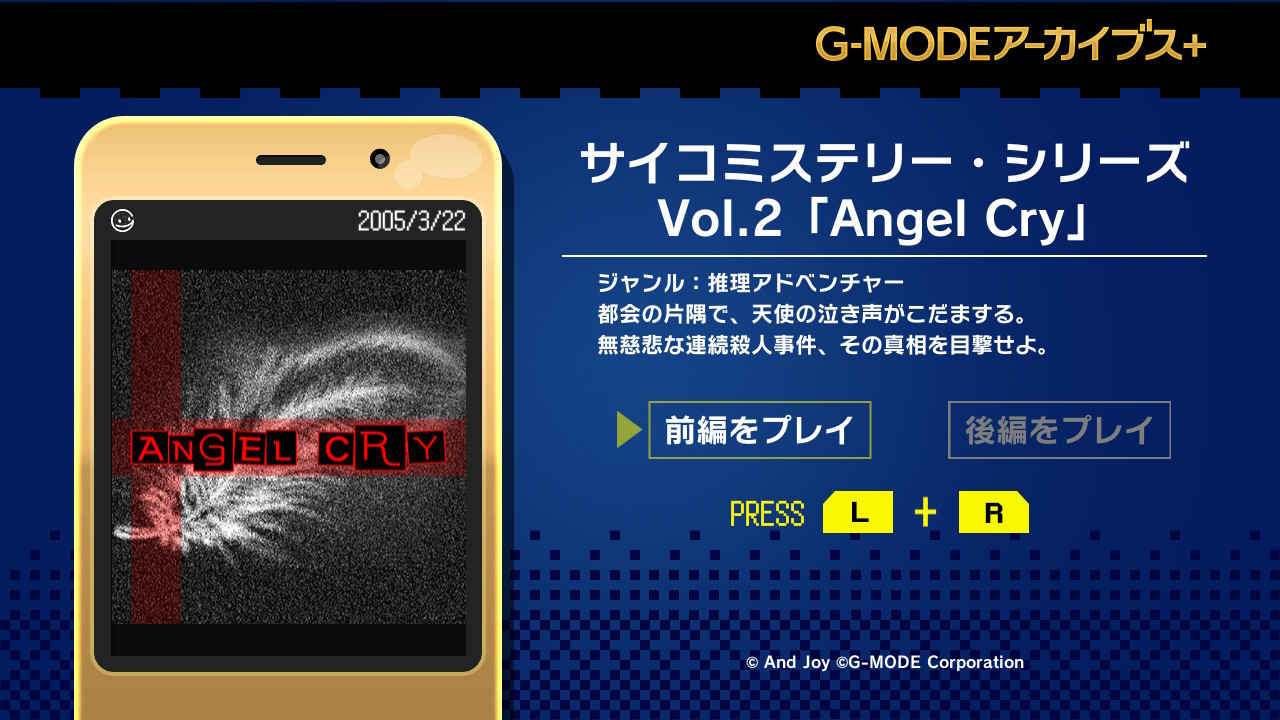 G-MODEアーカイブス+
2005/3/22
ANGEL CRY
サイコミステリー・シリーズ
Vol.2「Angel Cry」
ジャンル：推理アドベンチャー
都会の片隅で、天使の泣き声がこだまする。
無慈悲な連続殺人事件、その真相を目撃せよ。
前編をプレイ
後編をプレイ
PRESS L + R
© And Joy ©G-MODE Corporation